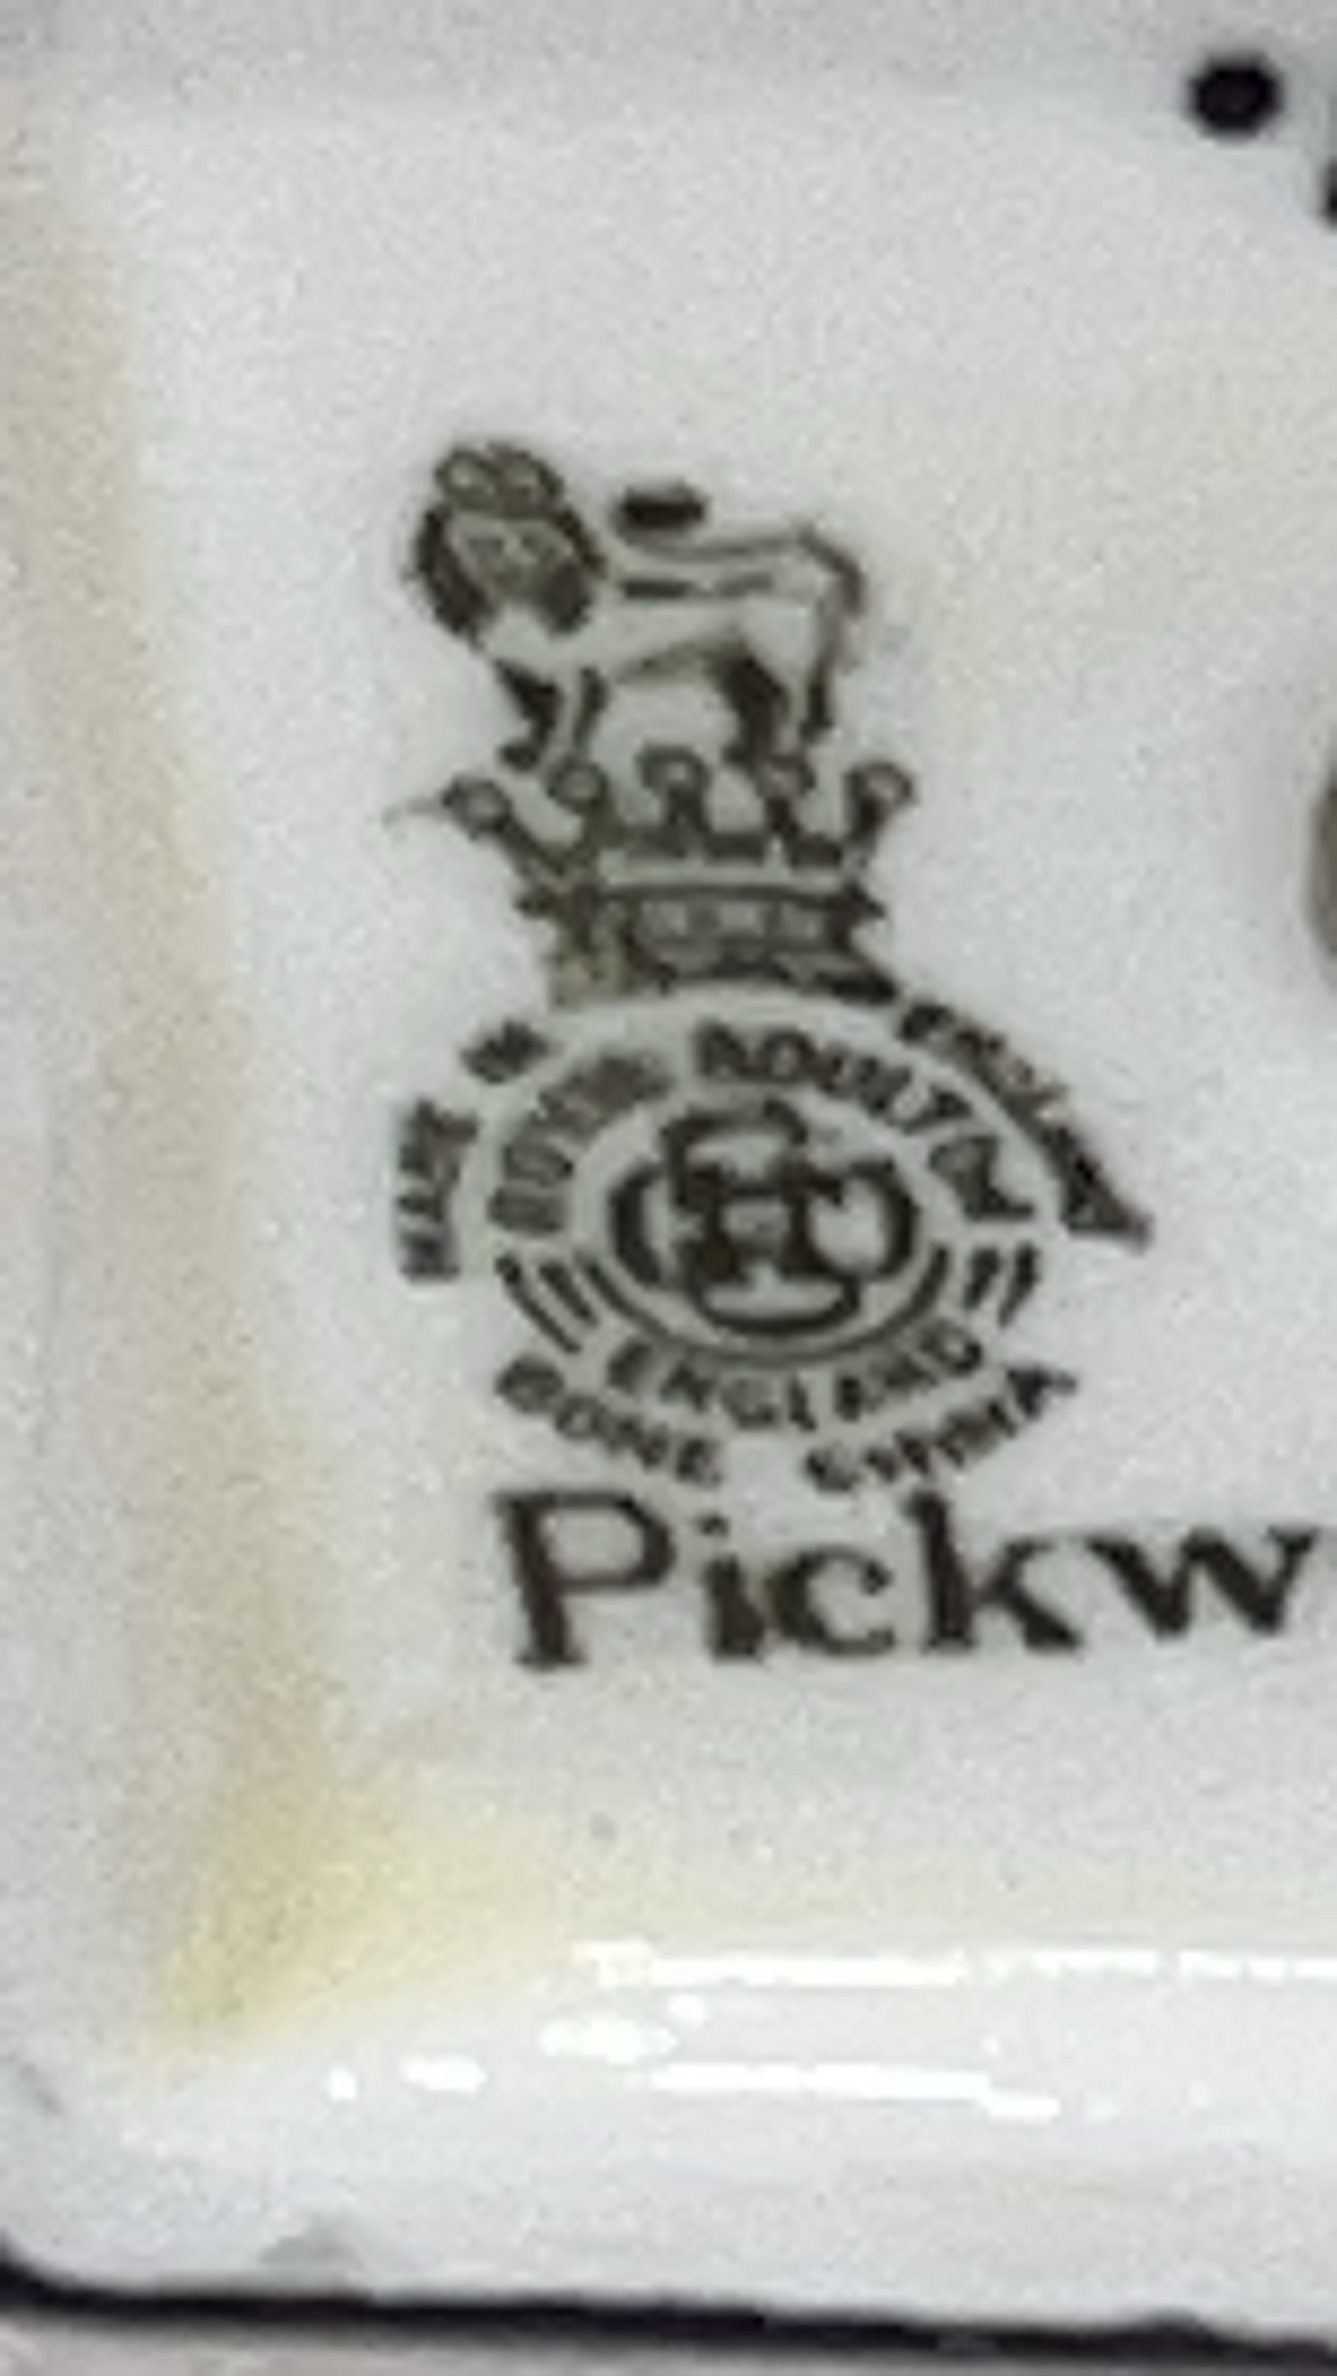 MADE IN ENGLAND
ROYAL DOULTON
ENGLAND
BONE CHINA
Pickw